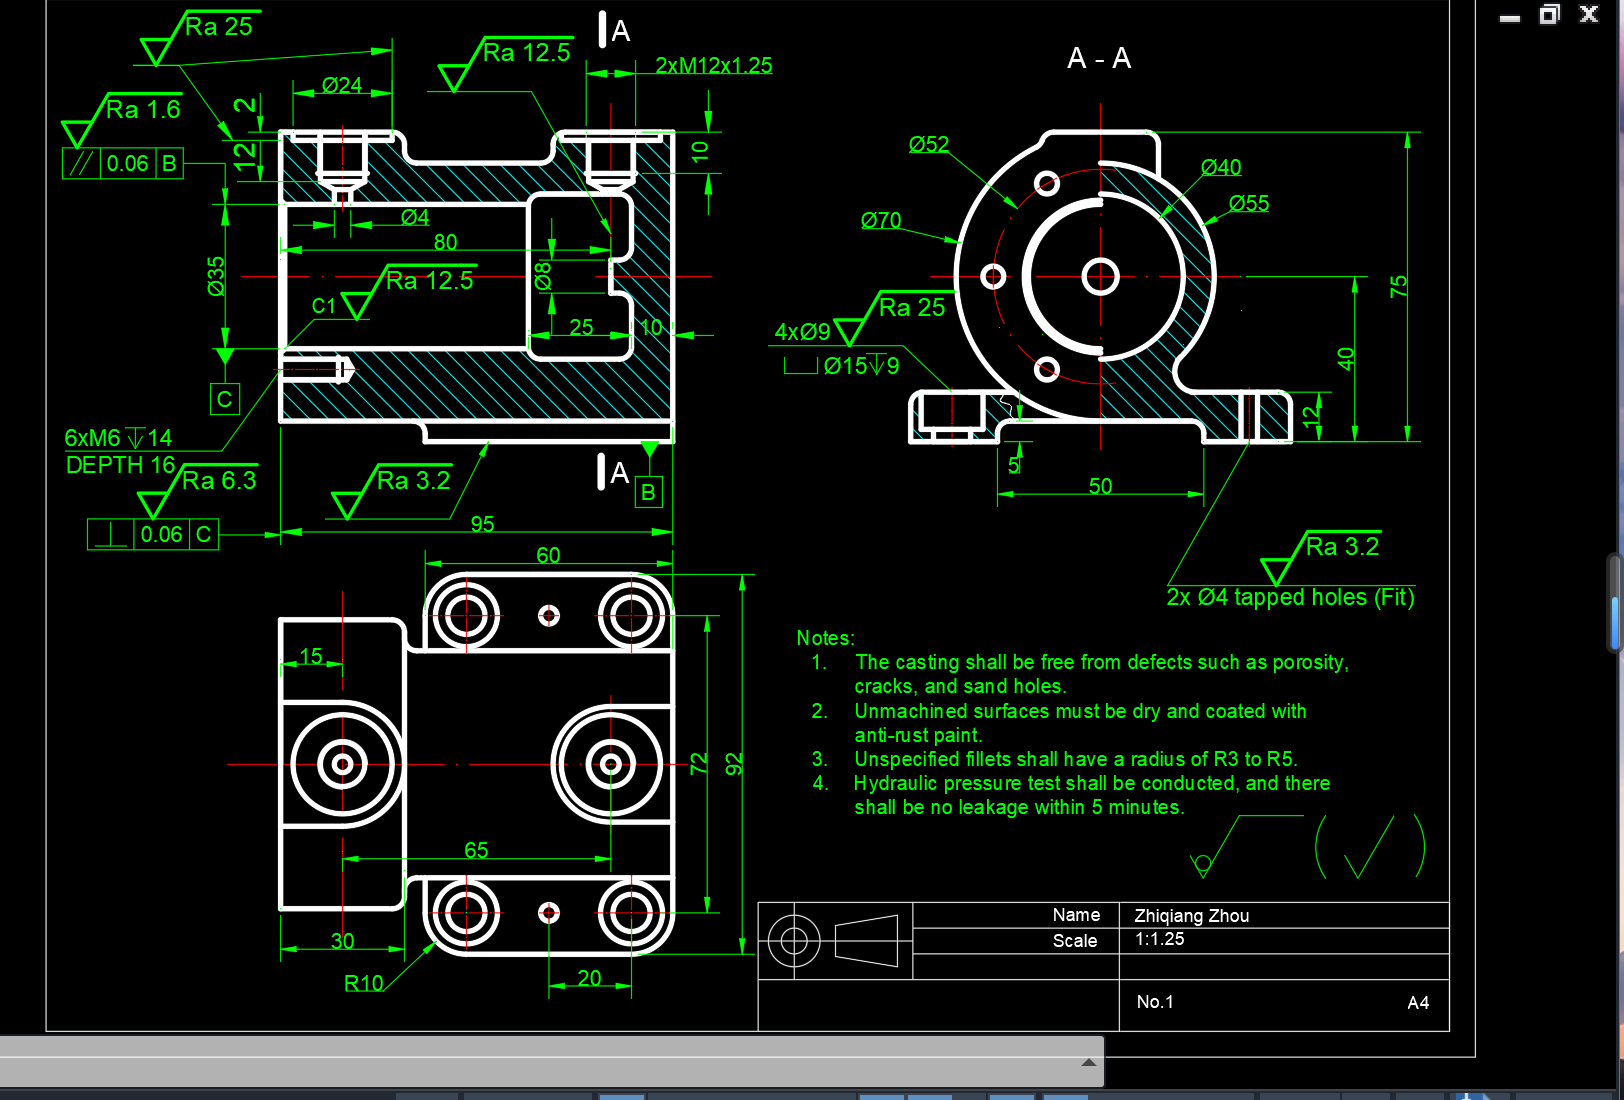 Ra 25
A
Ra 12.5
2xM12x1.25
A - A
Ø24
2
Ra 1.6
12
10
// 0.06 B
Ø52
Ø40
Ø55
Ø70
Ø4
80
Ø35
Ø8
Ra 12.5
C1
25
10
75
Ra 25
4xØ9
⌴ Ø15↧9
40
12
C
6xM6 ↧14
DEPTH 16
Ra 6.3
Ra 3.2
A
B
5
50
⊥ 0.06 C
95
60
Ra 3.2
2x Ø4 tapped holes (Fit)
Notes:
1. The casting shall be free from defects such as porosity,
cracks, and sand holes.
2. Unmachined surfaces must be dry and coated with
anti-rust paint.
3. Unspecified fillets shall have a radius of R3 to R5.
4. Hydraulic pressure test shall be conducted, and there
shall be no leakage within 5 minutes.
15
72
92
65
30
R10
20
Name Zhiqiang Zhou
Scale 1:1.25
No.1 A4